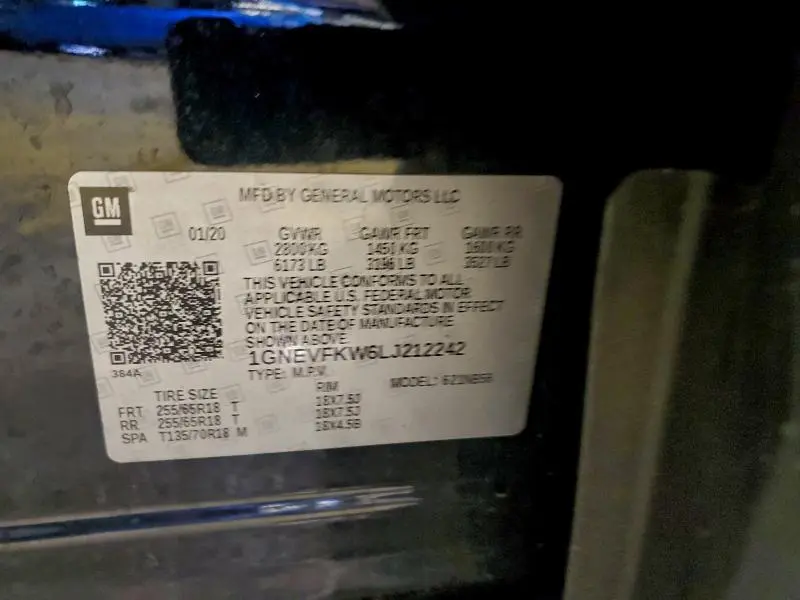 GM
MFD BY GENERAL MOTORS LLC
01/20 GVWR GAWR FRT GAWR RR
2800 KG 1450 KG 1600 KG
6173 LB 3196 LB 3527 LB
THIS VEHICLE CONFORMS TO ALL
APPLICABLE U.S. FEDERAL MOTOR
VEHICLE SAFETY STANDARDS IN EFFECT
ON THE DATE OF MANUFACTURE
SHOWN ABOVE.
1GNEVFKW6LJ212242
384A
TYPE: M.P.V. MODEL:
TIRE SIZE RIM
FRT 255/65R18 T 18X7.5J
RR 255/65R18 T 18X7.5J
SPA T135/70R18 M 18X4.5B